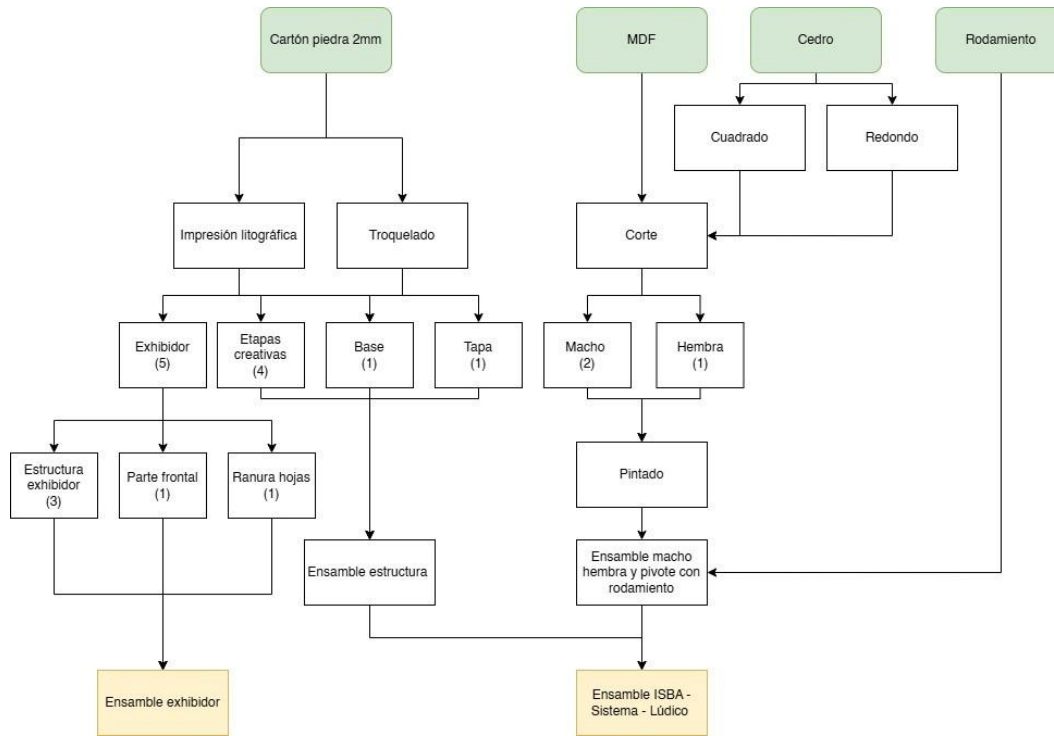 Cartón piedra 2mm
MDF
Cedro
Rodamiento
Cuadrado
Redondo
Impresión litográfica
Troquelado
Corte
Exhibidor
(5)
Etapas
creativas
(4)
Base
(1)
Tapa
(1)
Macho
(2)
Hembra
(1)
Estructura
exhibidor
(3)
Parte frontal
(1)
Ranura hojas
(1)
Pintado
Ensamble estructura
Ensamble macho
hembra y pivote con
rodamiento
Ensamble exhibidor
Ensamble ISBA -
Sistema - Lúdico